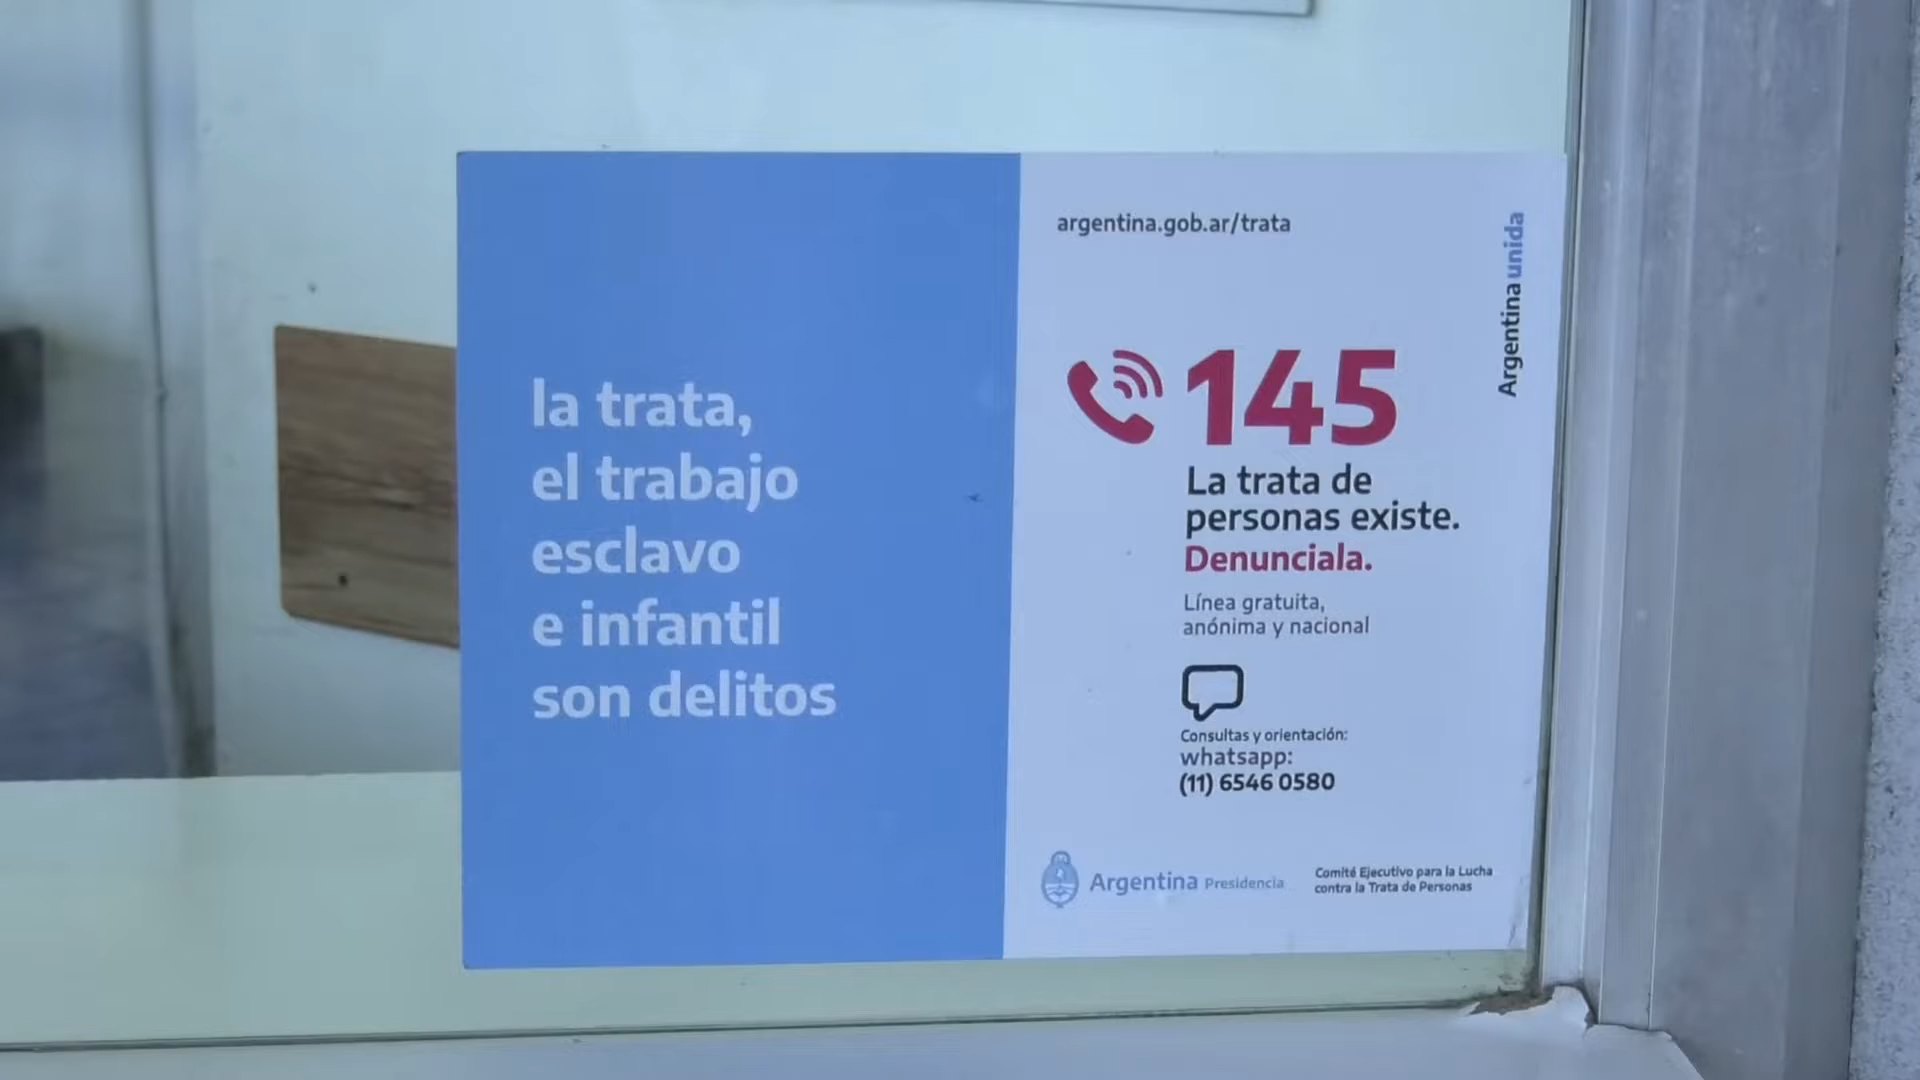 la trata,
el trabajo
esclavo
e infantil
son delitos
argentina.gob.ar/trata
Argentina unida
145
La trata de
personas existe.
Denunciala.
Línea gratuita,
anónima y nacional
Consultas y orientación:
whatsapp:
(11) 6546 0580
Argentina Presidencia
Comité Ejecutivo para la Lucha
contra la Trata de Personas